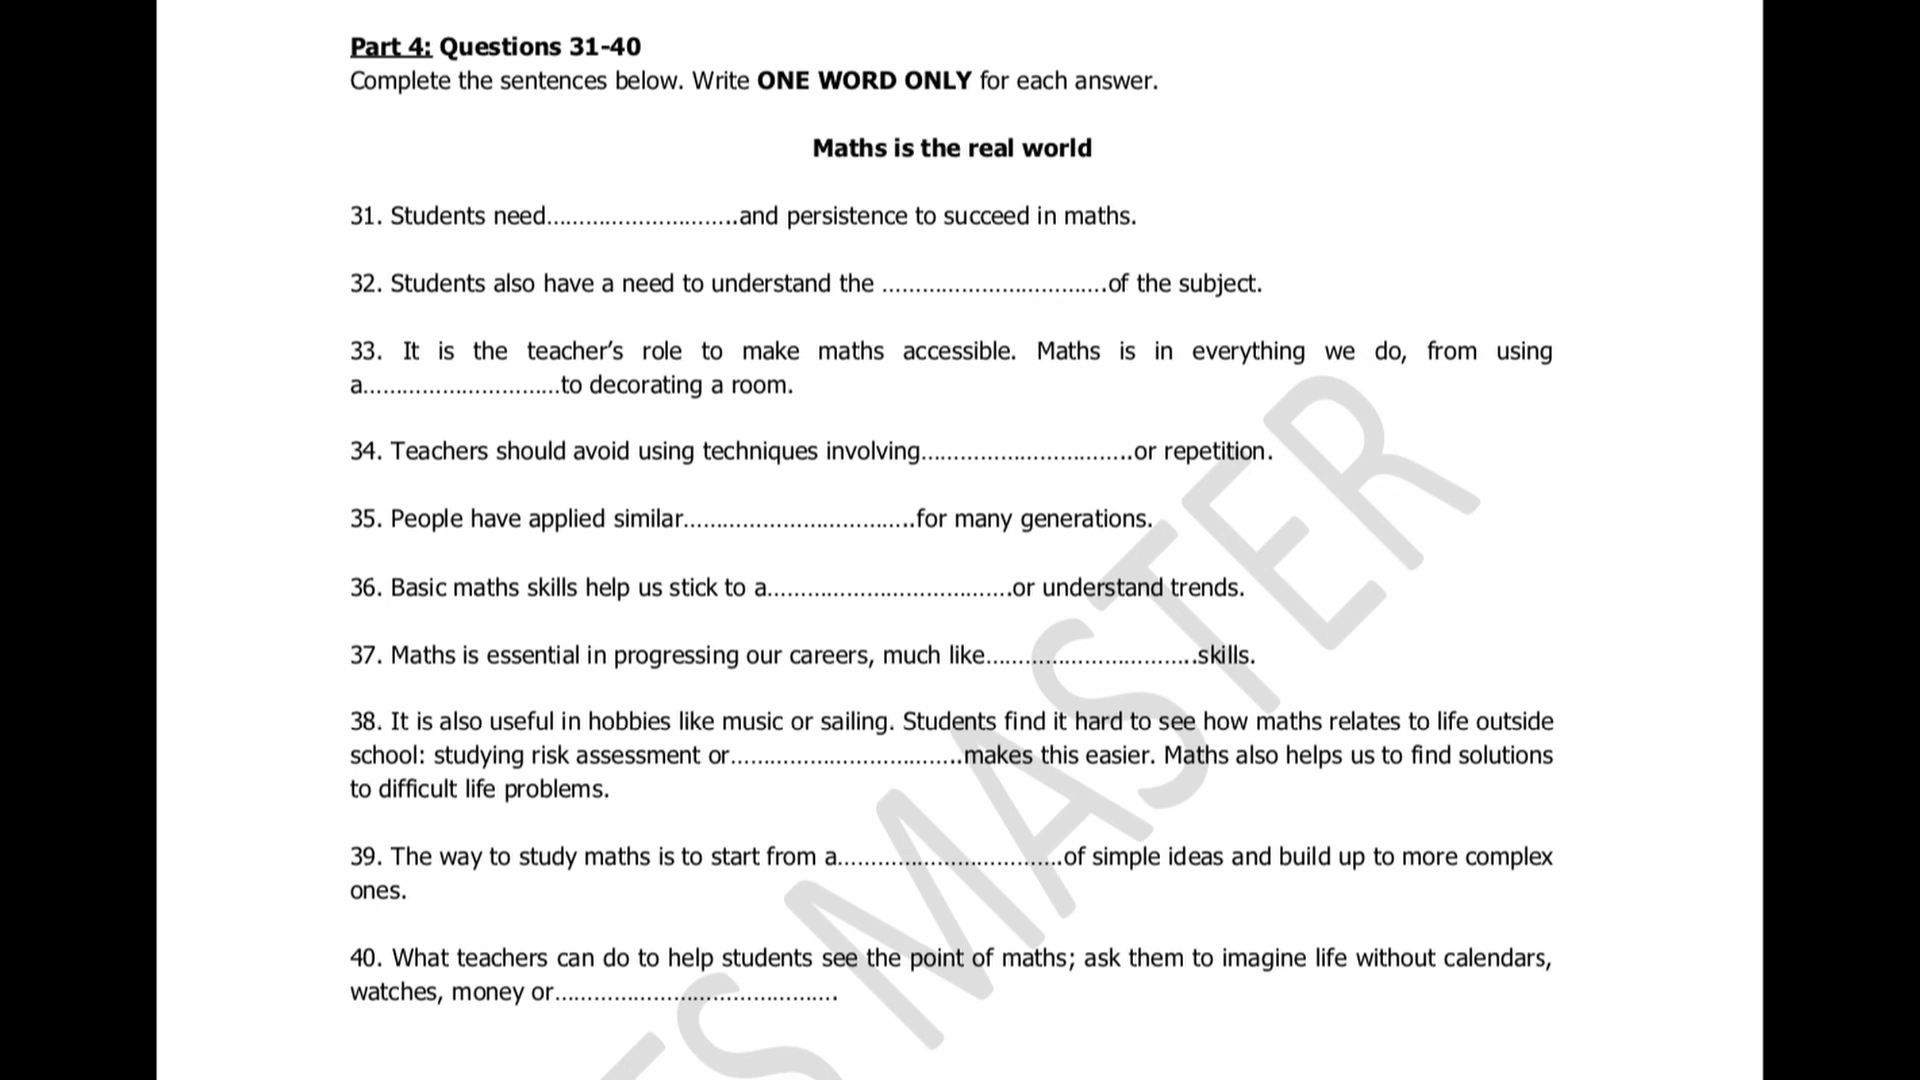 Part 4: Questions 31-40
Complete the sentences below. Write ONE WORD ONLY for each answer.
Maths is the real world
31. Students need.............................and persistence to succeed in maths.
32. Students also have a need to understand the ..................................of the subject.
33. It is the teacher’s role to make maths accessible. Maths is in everything we do, from using
a..............................to decorating a room.
34. Teachers should avoid using techniques involving................................or repetition.
35. People have applied similar...................................for many generations.
36. Basic maths skills help us stick to a.....................................or understand trends.
37. Maths is essential in progressing our careers, much like................................skills.
38. It is also useful in hobbies like music or sailing. Students find it hard to see how maths relates to life outside
school: studying risk assessment or...................................makes this easier. Maths also helps us to find solutions
to difficult life problems.
39. The way to study maths is to start from a..................................of simple ideas and build up to more complex
ones.
40. What teachers can do to help students see the point of maths; ask them to imagine life without calendars,
watches, money or...........................................
MASTER